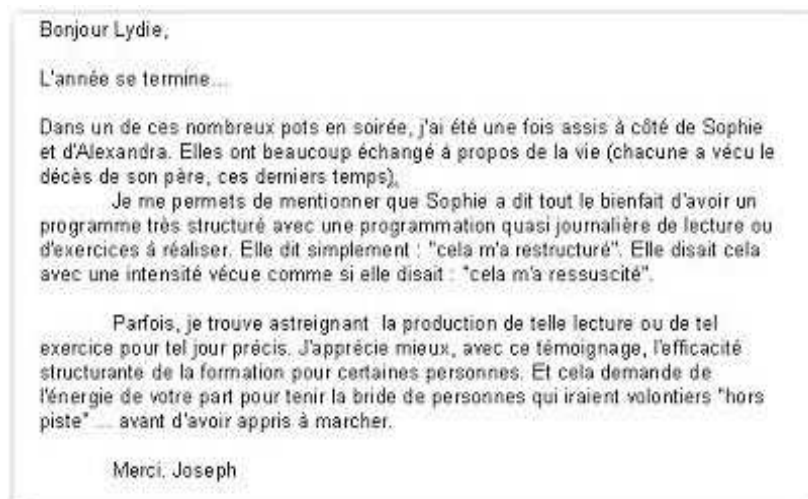 Bonjour Lydie,
L'année se termine...
Dans un de ces nombreux pots en soirée, j'ai été une fois assis à côté de Sophie
et d'Alexandra. Elles ont beaucoup échangé à propos de la vie (chacune a vécu le
décès de son père, ces derniers temps),
Je me permets de mentionner que Sophie a dit tout le bienfait d'avoir un
programme très structuré avec une programmation quasi journalière de lecture ou
d'exercices à réaliser. Elle dit simplement : "cela m'a restructuré". Elle disait cela
avec une intensité vécue comme si elle disait : "cela m'a ressuscité".
Parfois, je trouve astreignant la production de telle lecture ou de tel
exercice pour tel jour précis. J'apprécie mieux, avec ce témoignage, l'efficacité
structurante de la formation pour certaines personnes. Et cela demande de
l'énergie de votre part pour tenir la bride de personnes qui iraient volontiers "hors
piste" ... avant d'avoir appris à marcher.
Merci. Joseph